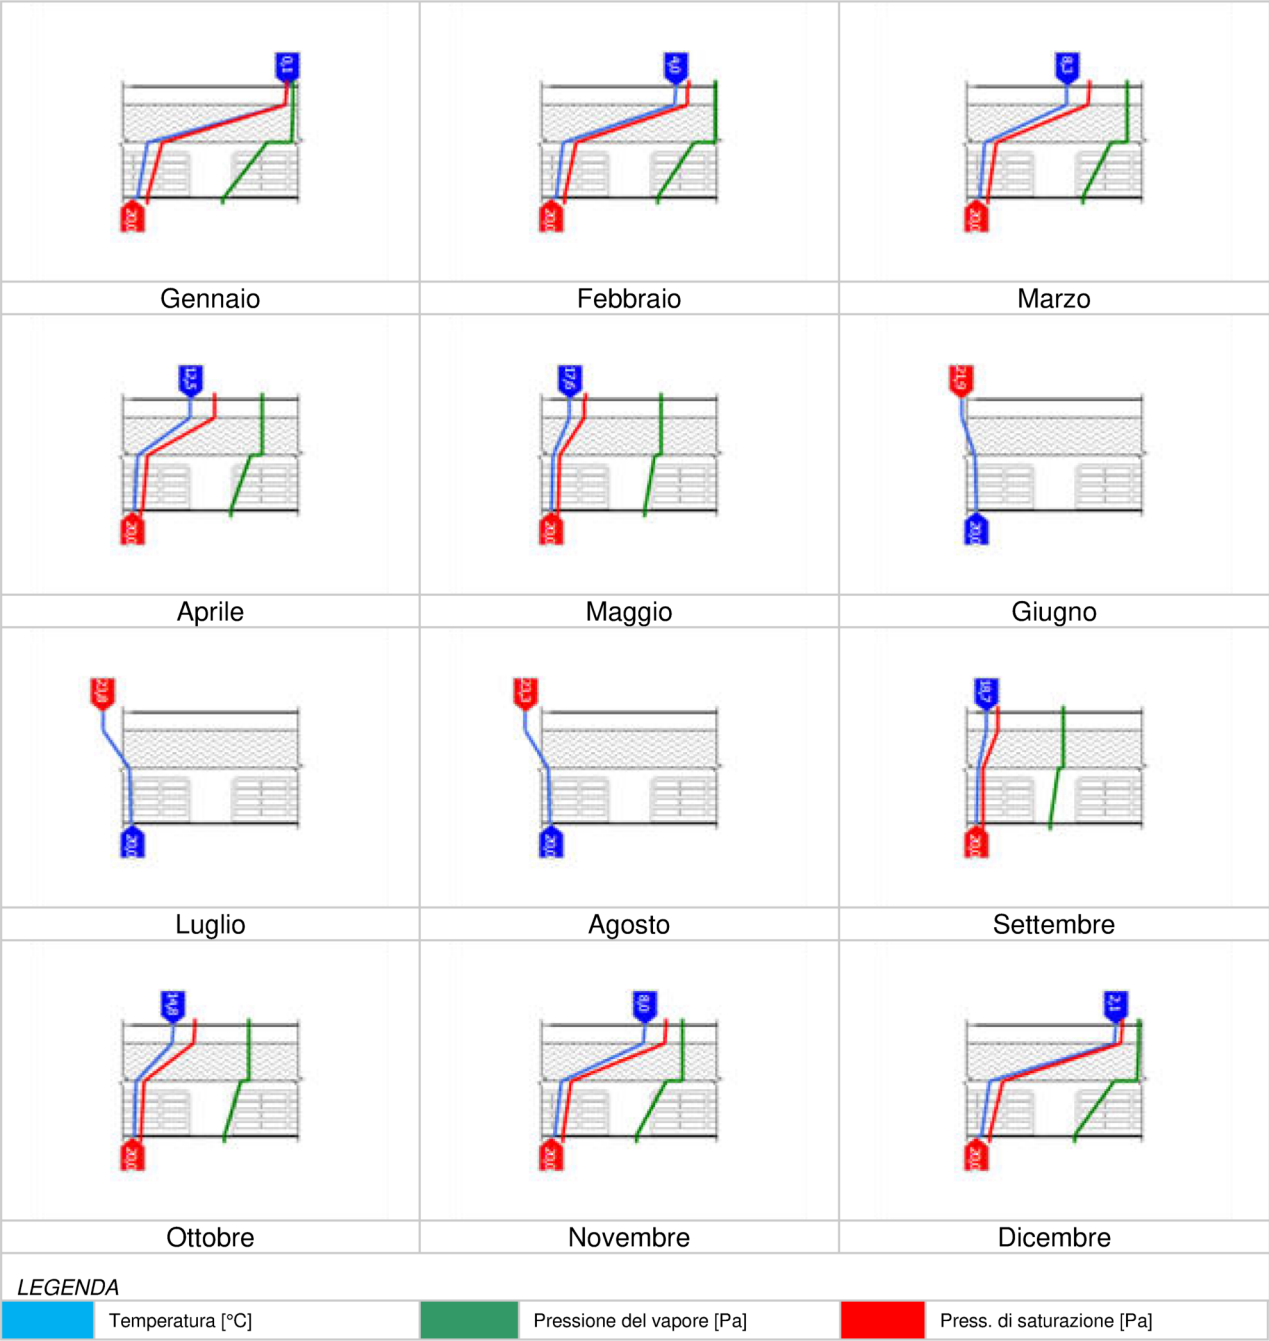 0,1
4,0
8,3
20,0
20,0
20,0
Gennaio
Febbraio
Marzo
12,5
17,6
21,9
20,0
20,0
20,0
Aprile
Maggio
Giugno
23,8
23,3
18,7
20,0
20,0
20,0
Luglio
Agosto
Settembre
14,8
8,0
2,1
20,0
20,0
20,0
Ottobre
Novembre
Dicembre
LEGENDA
Temperatura [°C]
Pressione del vapore [Pa]
Press. di saturazione [Pa]